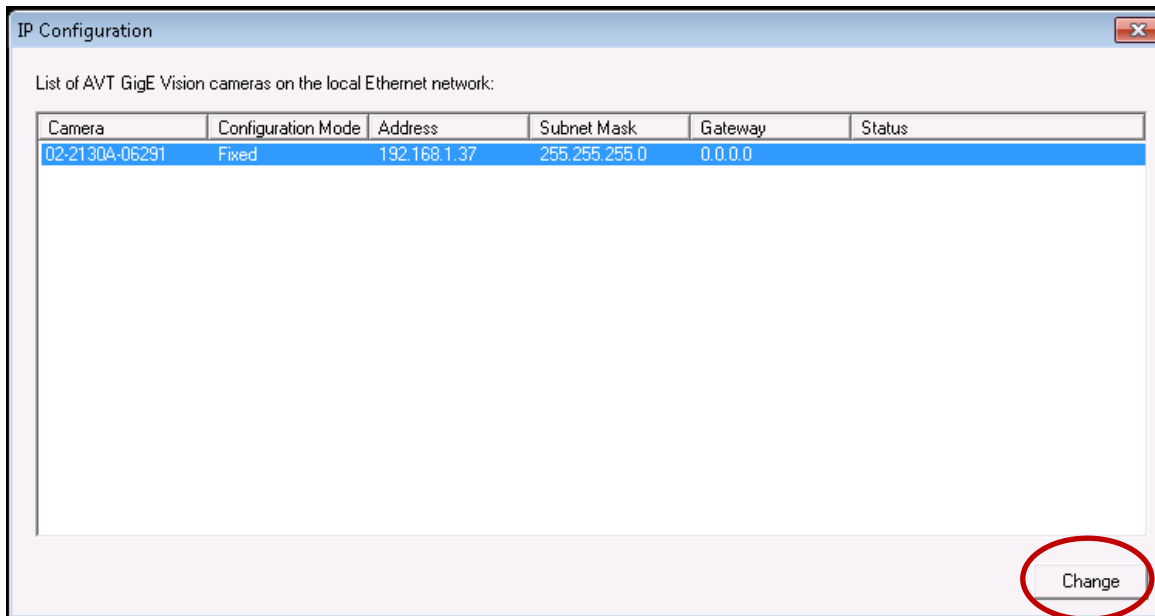 IP Configuration
List of AVT GigE Vision cameras on the local Ethernet network:
Camera Configuration Mode Address Subnet Mask Gateway Status
02-2130A-06291 Fixed 192.168.1.37 255.255.255.0 0.0.0.0
Change